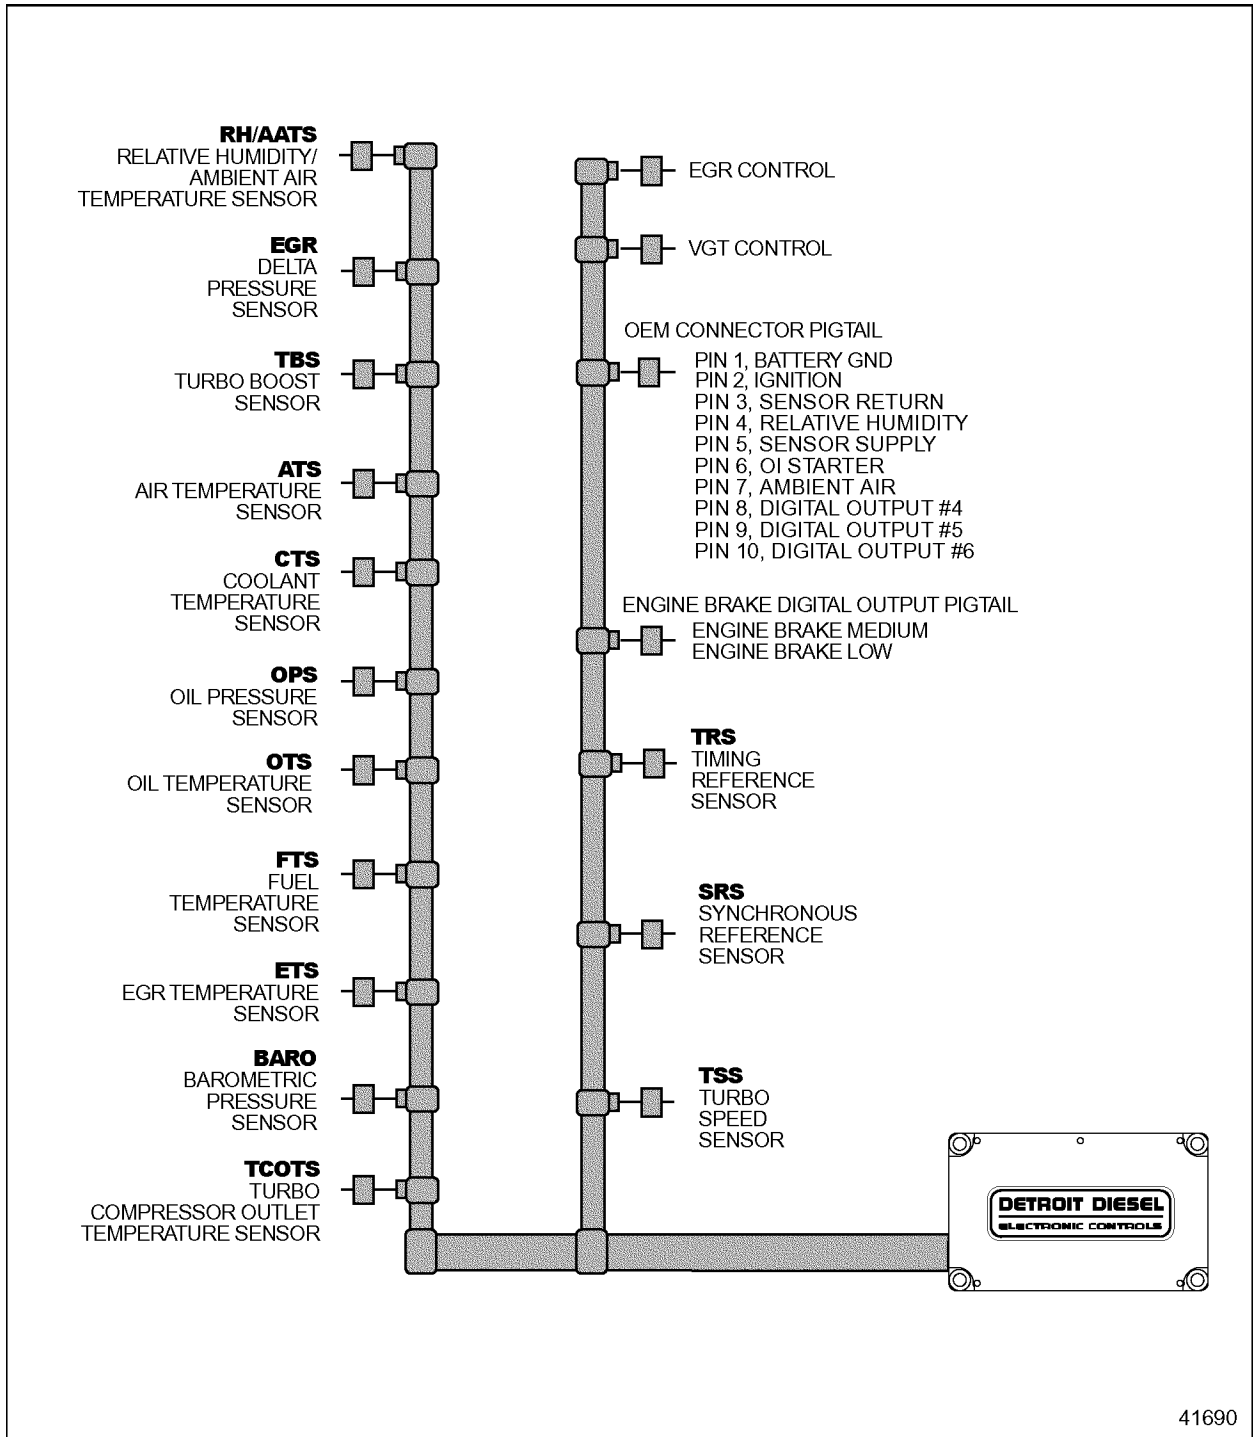 RH/AATS
RELATIVE HUMIDITY/
AMBIENT AIR
TEMPERATURE SENSOR
EGR
DELTA
PRESSURE
SENSOR
TBS
TURBO BOOST
SENSOR
ATS
AIR TEMPERATURE
SENSOR
CTS
COOLANT
TEMPERATURE
SENSOR
OPS
OIL PRESSURE
SENSOR
OTS
OIL TEMPERATURE
SENSOR
FTS
FUEL
TEMPERATURE
SENSOR
ETS
EGR TEMPERATURE
SENSOR
BARO
BAROMETRIC
PRESSURE
SENSOR
TCOTS
TURBO
COMPRESSOR OUTLET
TEMPERATURE SENSOR
EGR CONTROL
VGT CONTROL
OEM CONNECTOR PIGTAIL
PIN 1, BATTERY GND
PIN 2, IGNITION
PIN 3, SENSOR RETURN
PIN 4, RELATIVE HUMIDITY
PIN 5, SENSOR SUPPLY
PIN 6, OI STARTER
PIN 7, AMBIENT AIR
PIN 8, DIGITAL OUTPUT #4
PIN 9, DIGITAL OUTPUT #5
PIN 10, DIGITAL OUTPUT #6
ENGINE BRAKE DIGITAL OUTPUT PIGTAIL
ENGINE BRAKE MEDIUM
ENGINE BRAKE LOW
TRS
TIMING
REFERENCE
SENSOR
SRS
SYNCHRONOUS
REFERENCE
SENSOR
TSS
TURBO
SPEED
SENSOR
DETROIT DIESEL
ELECTRONIC CONTROLS
41690